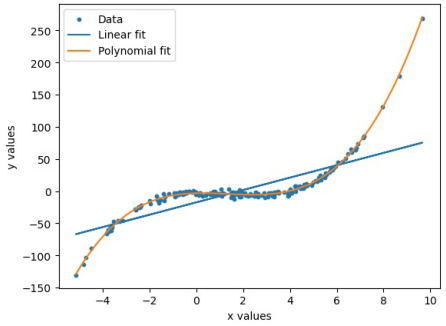 Data
Linear fit
Polynomial fit
250
200
150
100
50
0
−50
−100
−150
y values
−4 −2 0 2 4 6 8 10
x values